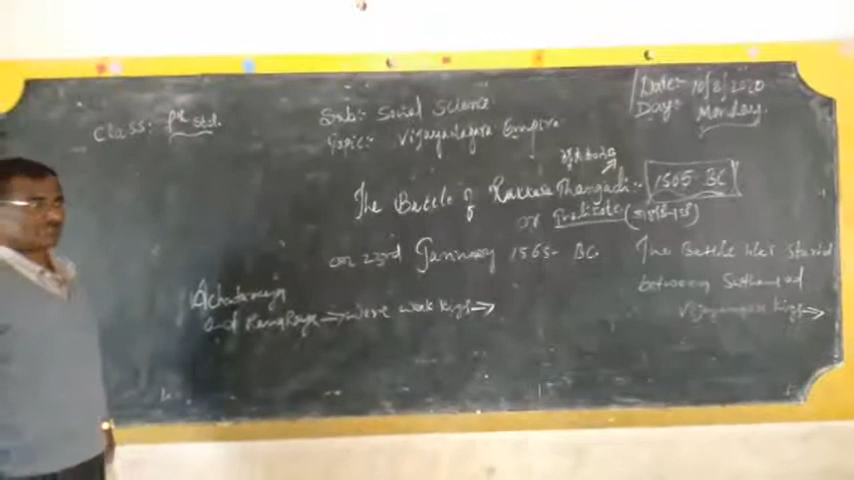 Class:- Std. Sub:- Social Science Date:- 10/8/2020
Topic:- Vijayanagara Empire Day:- Monday.
The Battle of Rakkasa Thangadi:- 1565-BC
or
on 23rd January 1565- BC. The Battle was started
between Sulthans and
Vijayanagara kings →
Achutaraya
and RamaRaya → were weak kings →